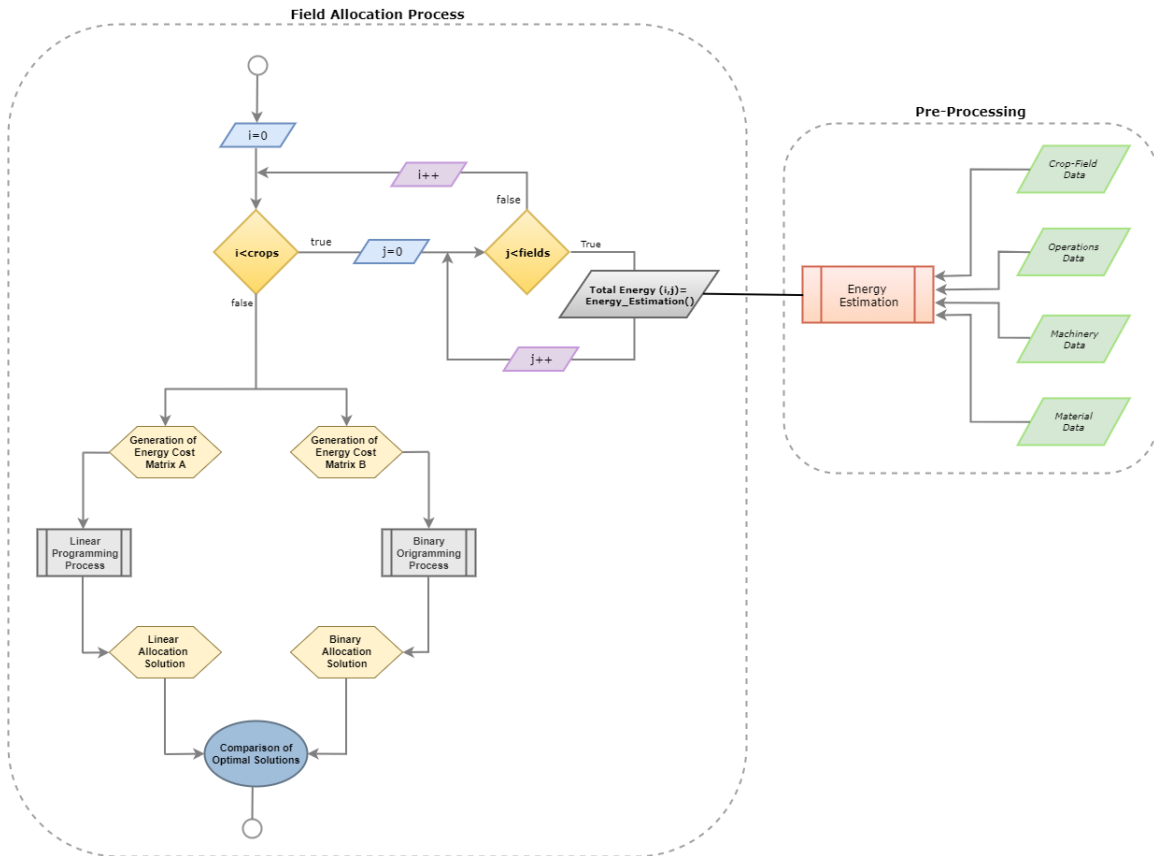 Field Allocation Process
i=0
i++
false
i<crops
true
j=0
j<fields
True
Total Energy (i,j)=
Energy_Estimation()
j++
false
Generation of
Energy Cost
Matrix A
Generation of
Energy Cost
Matrix B
Linear
Programming
Process
Binary
Origramming
Process
Linear
Allocation
Solution
Binary
Allocation
Solution
Comparison of
Optimal Solutions
Pre-Processing
Energy
Estimation
Crop-Field
Data
Operations
Data
Machinery
Data
Material
Data